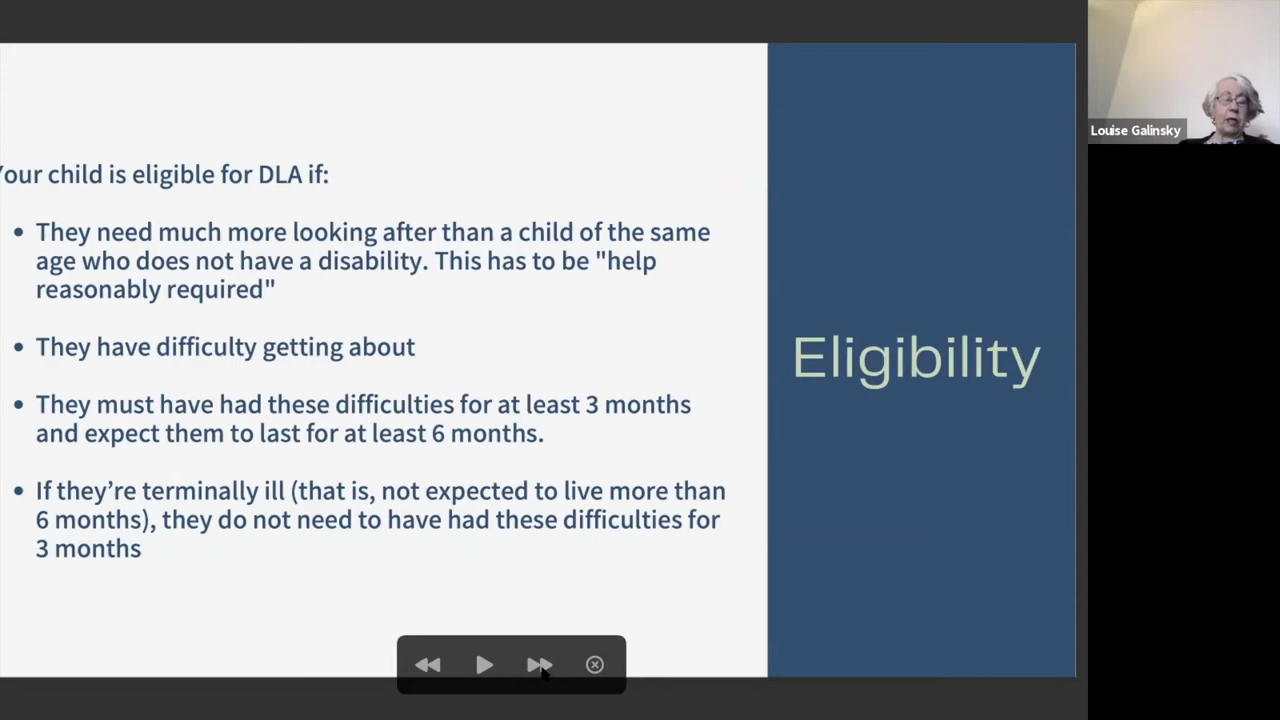 Your child is eligible for DLA if:
• They need much more looking after than a child of the same
age who does not have a disability. This has to be "help
reasonably required"
• They have difficulty getting about
• They must have had these difficulties for at least 3 months
and expect them to last for at least 6 months.
• If they’re terminally ill (that is, not expected to live more than
6 months), they do not need to have had these difficulties for
3 months
Eligibility
Louise Galinsky